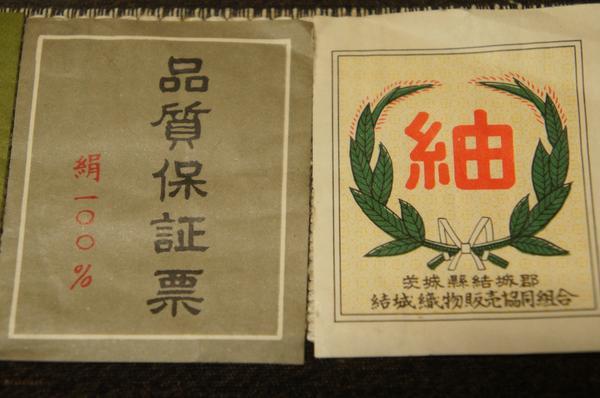 品質保証票
絹一〇〇%
紬
茨城縣結城郡
結城織物販売協同組合